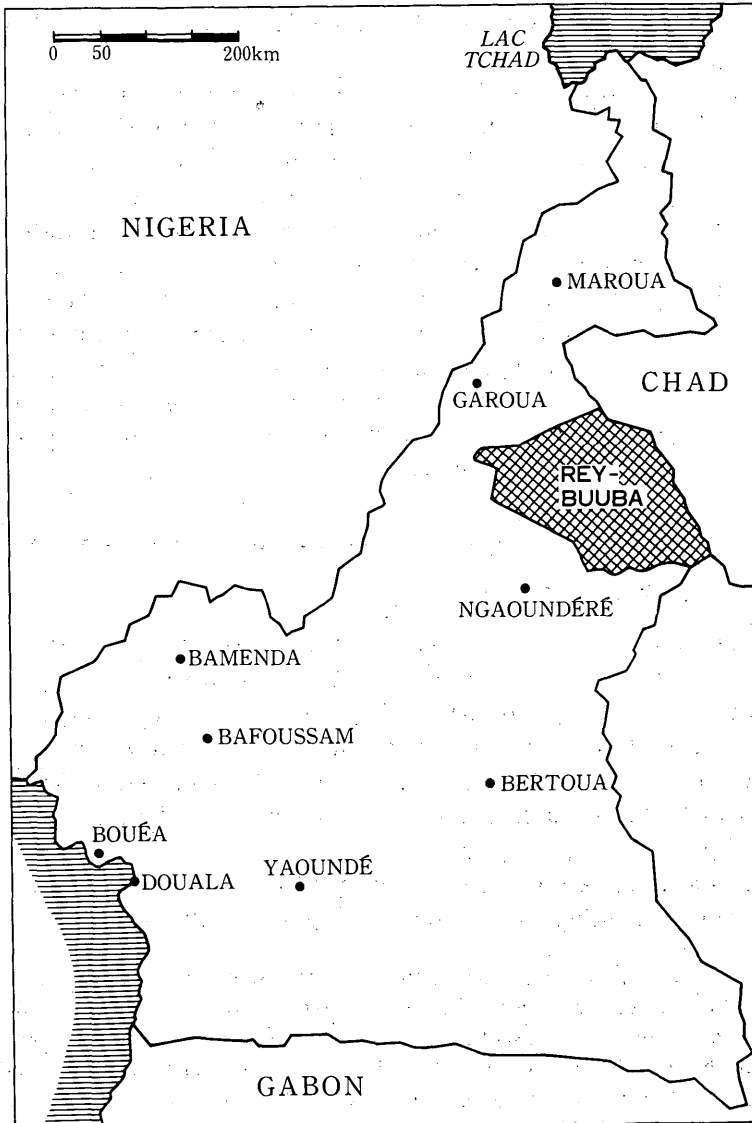 0 50 200km
LAC
TCHAD
NIGERIA
MAROUA
CHAD
GAROUA
REY-
BUUBA
NGAOUNDÉRÉ
BAMENDA
BAFOUSSAM
BERTOUA
BOUÉA
YAOUNDÉ
DOUALA
GABON